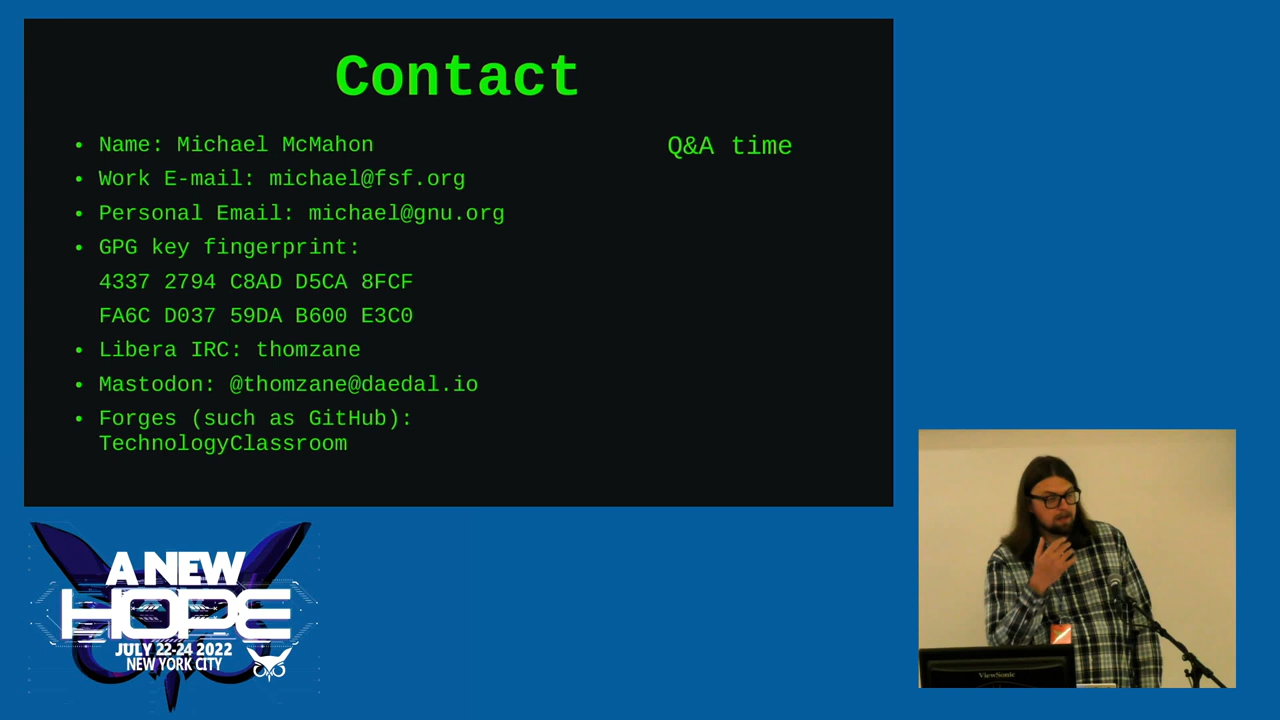 Contact
Name: Michael McMahon
Work E-mail: michael@fsf.org
Personal Email: michael@gnu.org
GPG key fingerprint:
4337 2794 C8AD D5CA 8FCF
FA6C D037 59DA B600 E3C0
Libera IRC: thomzane
Mastodon: @thomzane@daedal.io
Forges (such as GitHub):
TechnologyClassroom
Q&A time
A NEW
HOPE
JULY 22-24 2022
NEW YORK CITY
ViewSonic